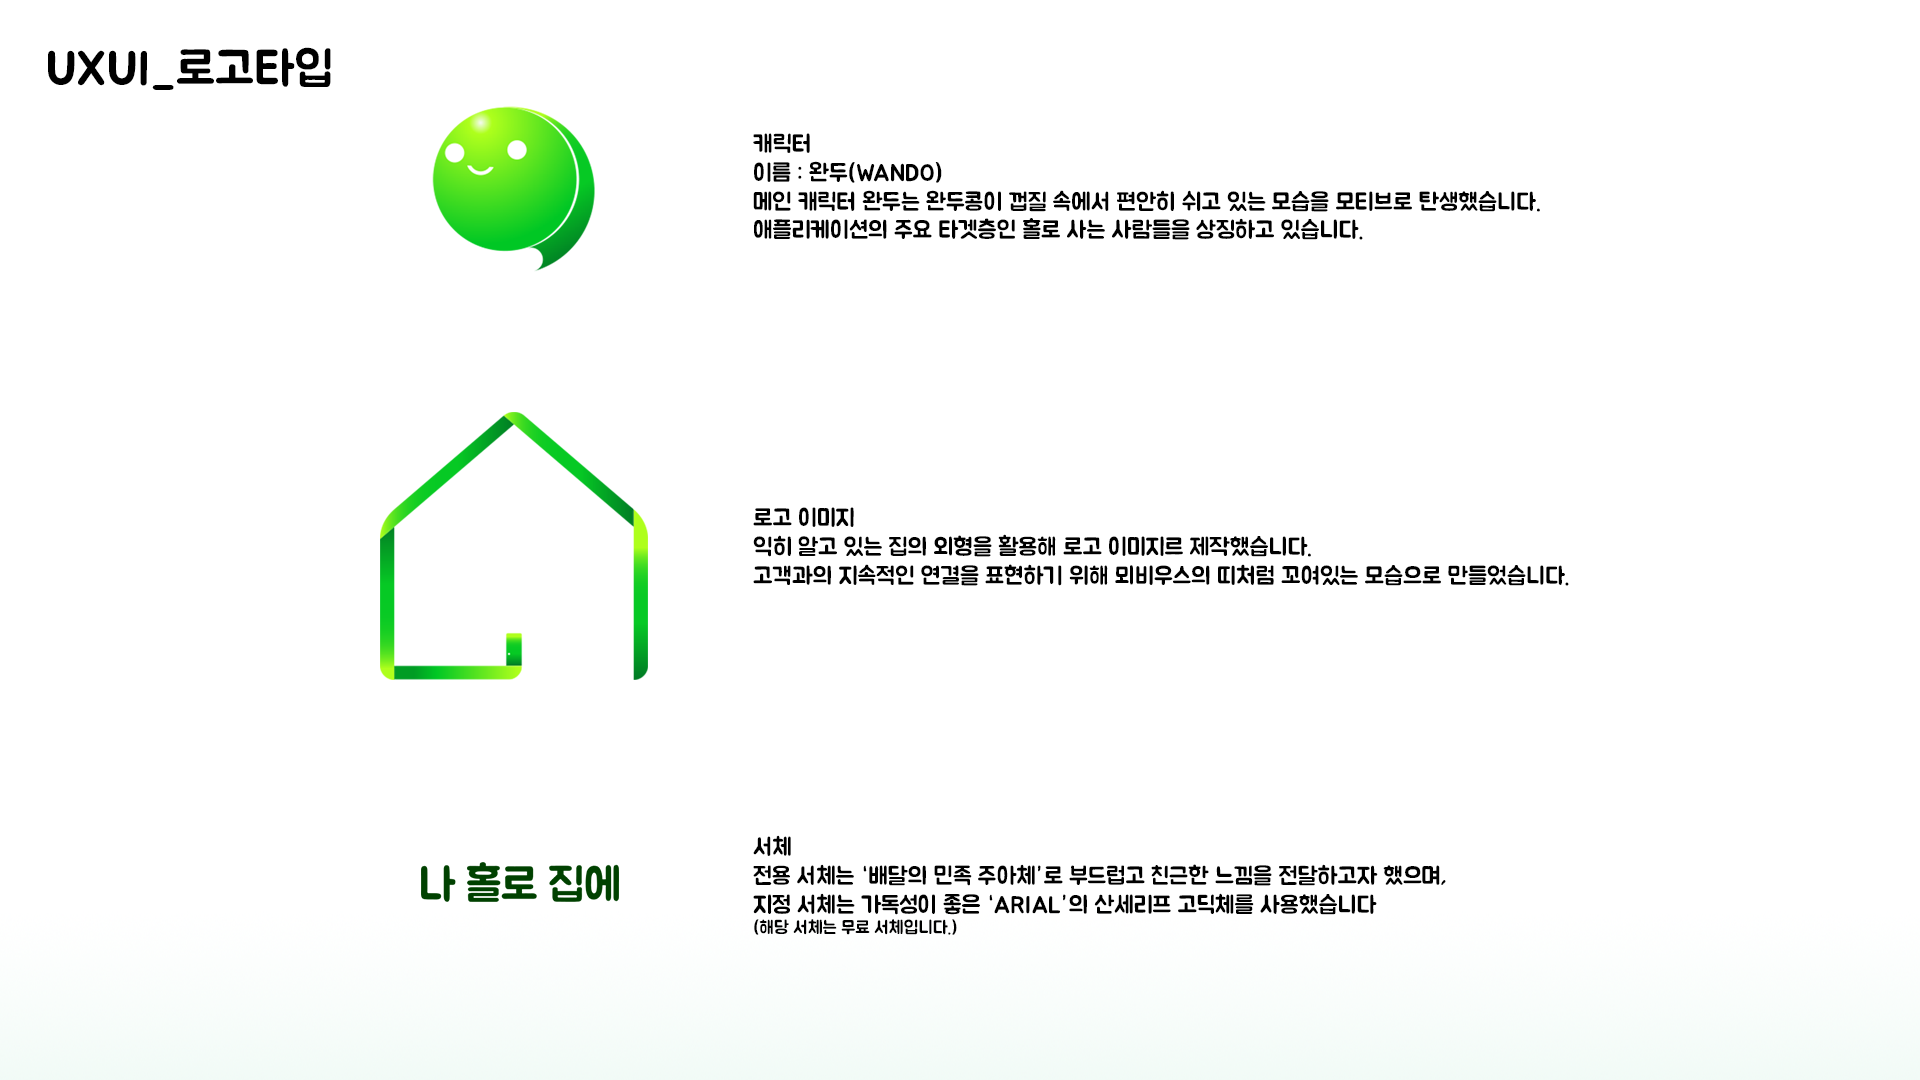 UXUI_로고타입
캐릭터
이름 : 완두(WANDO)
메인 캐릭터 완두는 완두콩이 껍질 속에서 편안히 쉬고 있는 모습을 모티브로 탄생했습니다.
애플리케이션의 주요 타겟층인 홀로 사는 사람들을 상징하고 있습니다.
로고 이미지
익히 알고 있는 집의 외형을 활용해 로고 이미지르 제작했습니다.
고객과의 지속적인 연결을 표현하기 위해 뫼비우스의 띠처럼 꼬여있는 모습으로 만들었습니다.
나 홀로 집에
서체
전용 서체는 ‘배달의 민족 주아체’로 부드럽고 친근한 느낌을 전달하고자 했으며,
지정 서체는 가독성이 좋은 ‘ARIAL’의 산세리프 고딕체를 사용했습니다
(해당 서체는 무료 서체입니다.)